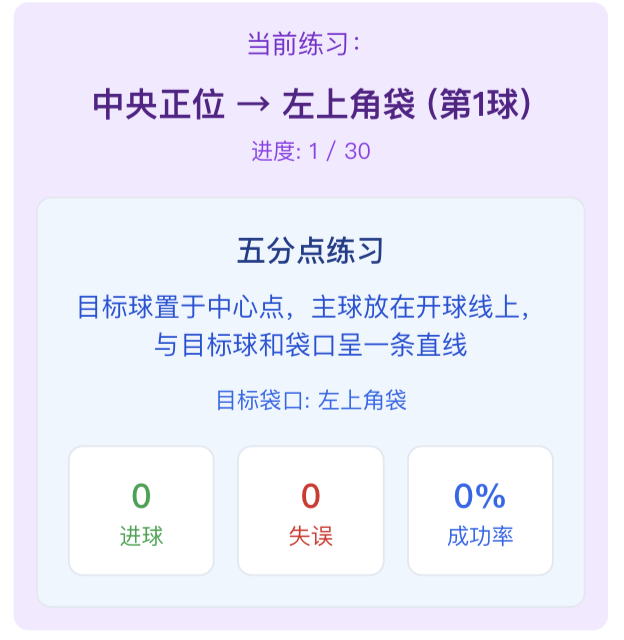 当前练习：
中央正位 → 左上角袋 (第1球)
进度: 1 / 30
五分点练习
目标球置于中心点，主球放在开球线上，
与目标球和袋口呈一条直线
目标袋口: 左上角袋
0 0 0%
进球 失误 成功率